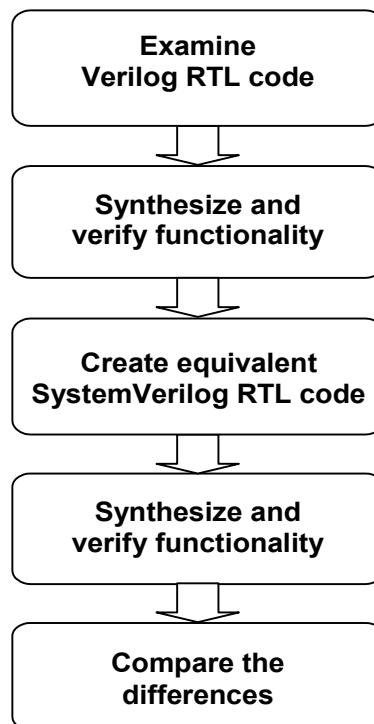 Examine
Verilog RTL code
Synthesize and
verify functionality
Create equivalent
SystemVerilog RTL code
Synthesize and
verify functionality
Compare the
differences